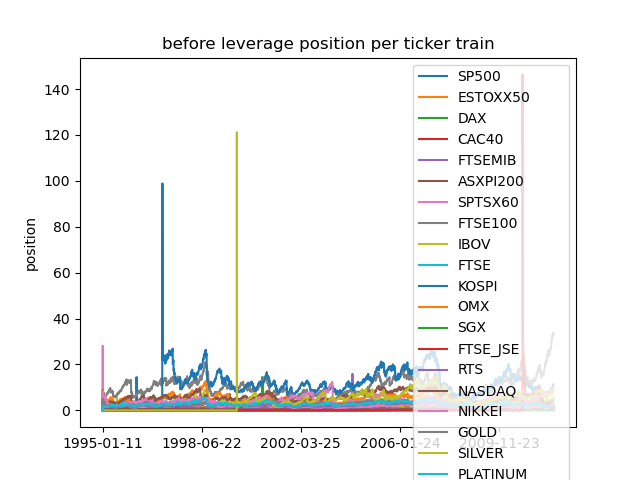 before leverage position per ticker train
140
120
100
80
60
40
20
0
position
1995-01-11
1998-06-22
2002-03-25
2006-01-24
2009-11-23
SP500
ESTOXX50
DAX
CAC40
FTSEMIB
ASXPI200
SPTSX60
FTSE100
IBOV
FTSE
KOSPI
OMX
SGX
FTSE_JSE
RTS
NASDAQ
NIKKEI
GOLD
SILVER
PLATINUM